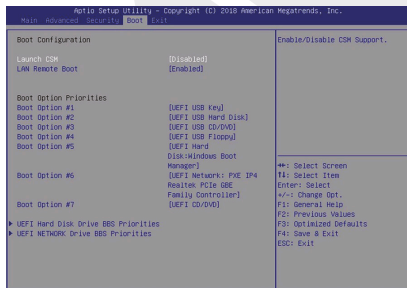 Aptio Setup Utility – Copyright (C) 2018 American Megatrends, Inc.
Main Advanced Security Boot Exit
Boot Configuration
Launch CSM [Disabled]
LAN Remote Boot [Enabled]
Boot Option Priorities
Boot Option #1 [UEFI USB Key]
Boot Option #2 [UEFI USB Hard Disk]
Boot Option #3 [UEFI USB CD/DVD]
Boot Option #4 [UEFI USB Floppy]
Boot Option #5 [UEFI Hard
Disk:Windows Boot
Manager]
Boot Option #6 [UEFI Network: PXE IP4
Realtek PCIe GBE
Family Controller]
Boot Option #7 [UEFI CD/DVD]
▶ UEFI Hard Disk Drive BBS Priorities
▶ UEFI NETWORK Drive BBS Priorities
Enable/Disable CSM Support.
↔: Select Screen
↑↓: Select Item
Enter: Select
+/-: Change Opt.
F1: General Help
F2: Previous Values
F3: Optimized Defaults
F4: Save & Exit
ESC: Exit